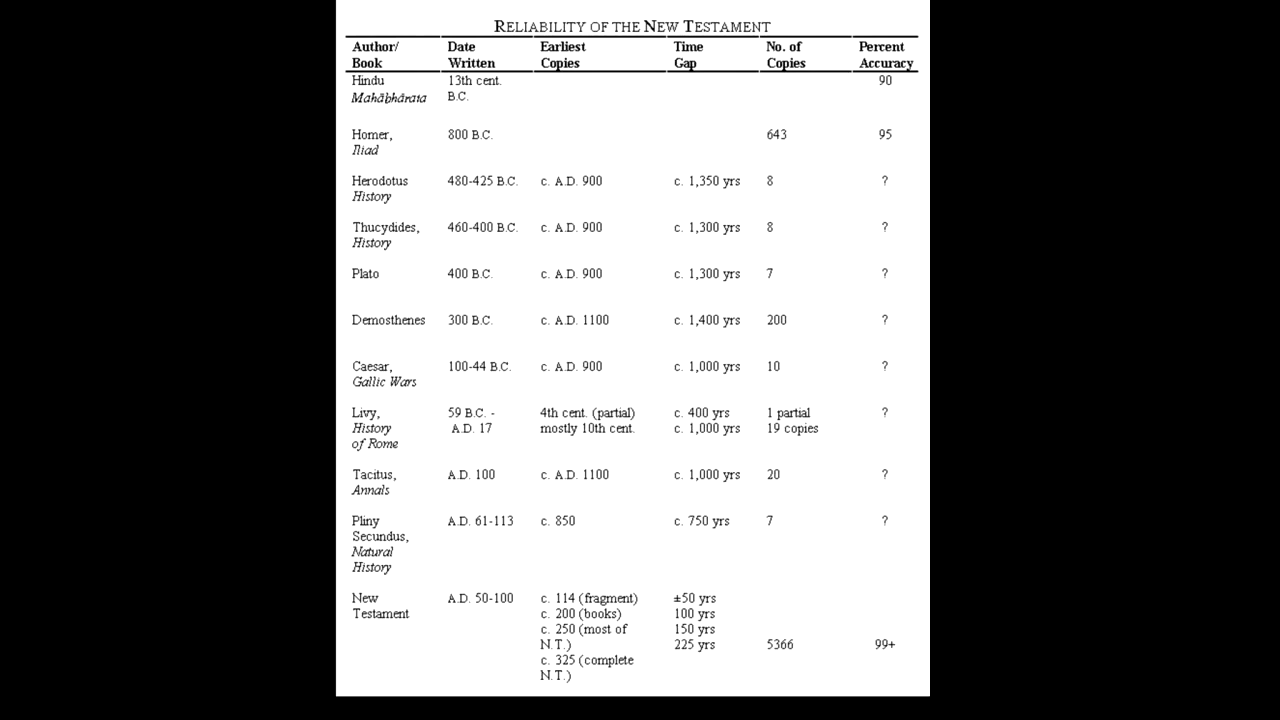 RELIABILITY OF THE NEW TESTAMENT
Author/ Date Earliest Time No. of Percent
Book Written Copies Gap Copies Accuracy
Hindu 13th cent. 90
Mahābhārata B.C.
Homer, 800 B.C. 643 95
Iliad
Herodotus 480-425 B.C. c. A.D. 900 c. 1,350 yrs 8 ?
History
Thucydides, 460-400 B.C. c. A.D. 900 c. 1,300 yrs 8 ?
History
Plato 400 B.C. c. A.D. 900 c. 1,300 yrs 7 ?
Demosthenes 300 B.C. c. A.D. 1100 c. 1,400 yrs 200 ?
Caesar, 100-44 B.C. c. A.D. 900 c. 1,000 yrs 10 ?
Gallic Wars
Livy, 59 B.C. - 4th cent. (partial) c. 400 yrs 1 partial ?
History A.D. 17 mostly 10th cent. c. 1,000 yrs 19 copies
of Rome
Tacitus, A.D. 100 c. A.D. 1100 c. 1,000 yrs 20 ?
Annals
Pliny A.D. 61-113 c. 850 c. 750 yrs 7 ?
Secundus,
Natural
History
New A.D. 50-100 c. 114 (fragment) ±50 yrs
Testament c. 200 (books) 100 yrs
c. 250 (most of 150 yrs
N.T.) 225 yrs 5366 99+
c. 325 (complete
N.T.)